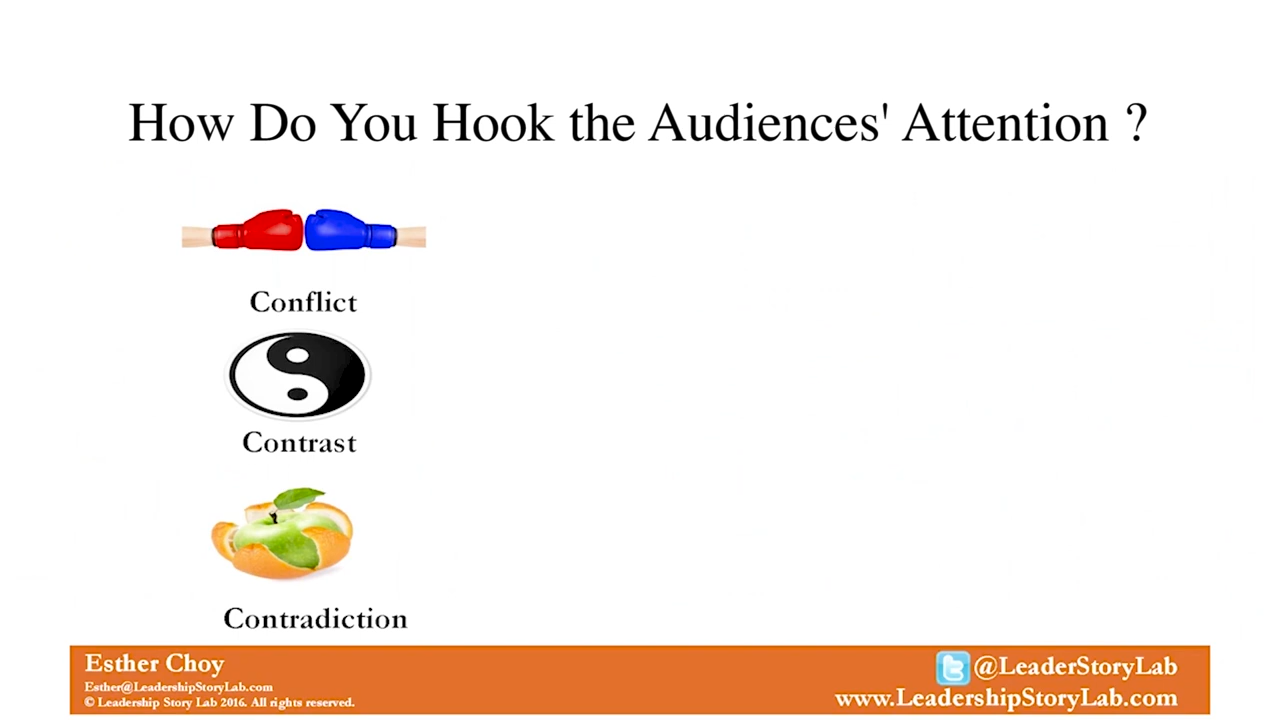 How Do You Hook the Audiences' Attention ?
Conflict
Contrast
Contradiction
Esther Choy
Esther@LeadershipStoryLab.com
© Leadership Story Lab 2016. All rights reserved.
@LeaderStoryLab
www.LeadershipStoryLab.com